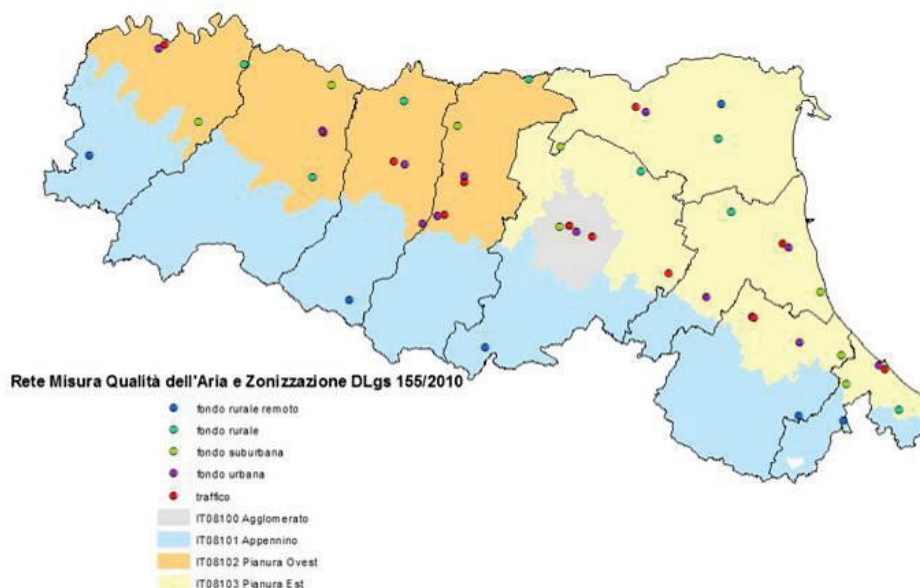 Rete Misura Qualità dell'Aria e Zonizzazione DLgs 155/2010
fondo rurale remoto
fondo rurale
fondo suburbana
fondo urbana
traffico
IT08100 Agglomerato
IT08101 Appennino
IT08102 Pianura Ovest
IT08103 Pianura Est